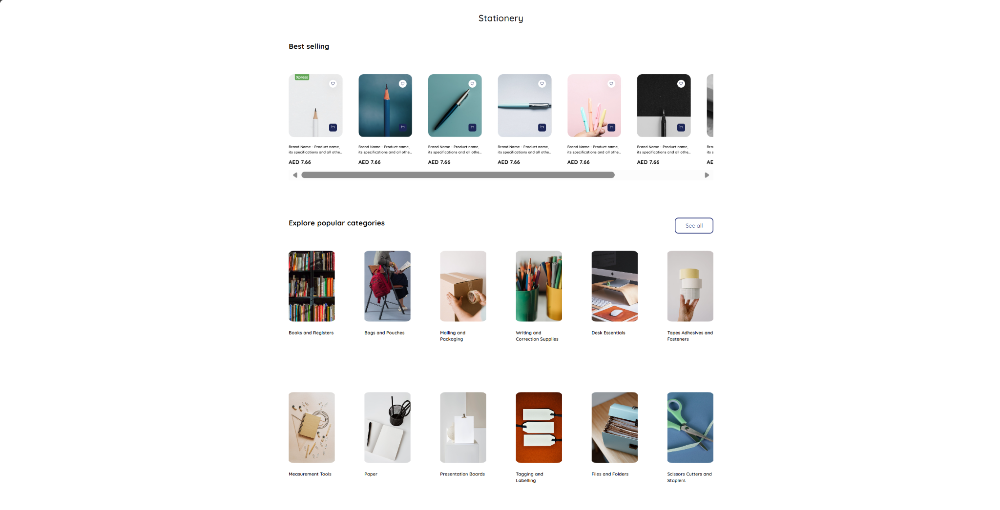 Stationery
Best selling
Xpress
Brand Name - Product name,
its specifications and all othe...
AED 7.66
Brand Name - Product name,
its specifications and all othe...
AED 7.66
Brand Name - Product name,
its specifications and all othe...
AED 7.66
Brand Name - Product name,
its specifications and all othe...
AED 7.66
Brand Name - Product name,
its specifications and all othe...
AED 7.66
Brand Name - Product name,
its specifications and all othe...
AED 7.66
Bra
its s
AE
Explore popular categories
See all
Books and Registers
Bags and Pouches
Mailing and
Packaging
Writing and
Correction Supplies
Desk Essentials
Tapes Adhesives and
Fasteners
Measurement Tools
Paper
Presentation Boards
Tagging and
Labelling
Files and Folders
Scissors Cutters and
Staplers